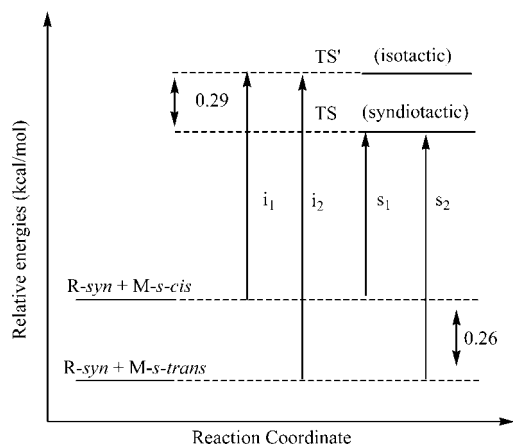 Relative energies (kcal/mol)
TS' (isotactic)
0.29
TS (syndiotactic)
i1 i2 s1 s2
R-syn + M-s-cis
0.26
R-syn + M-s-trans
Reaction Coordinate